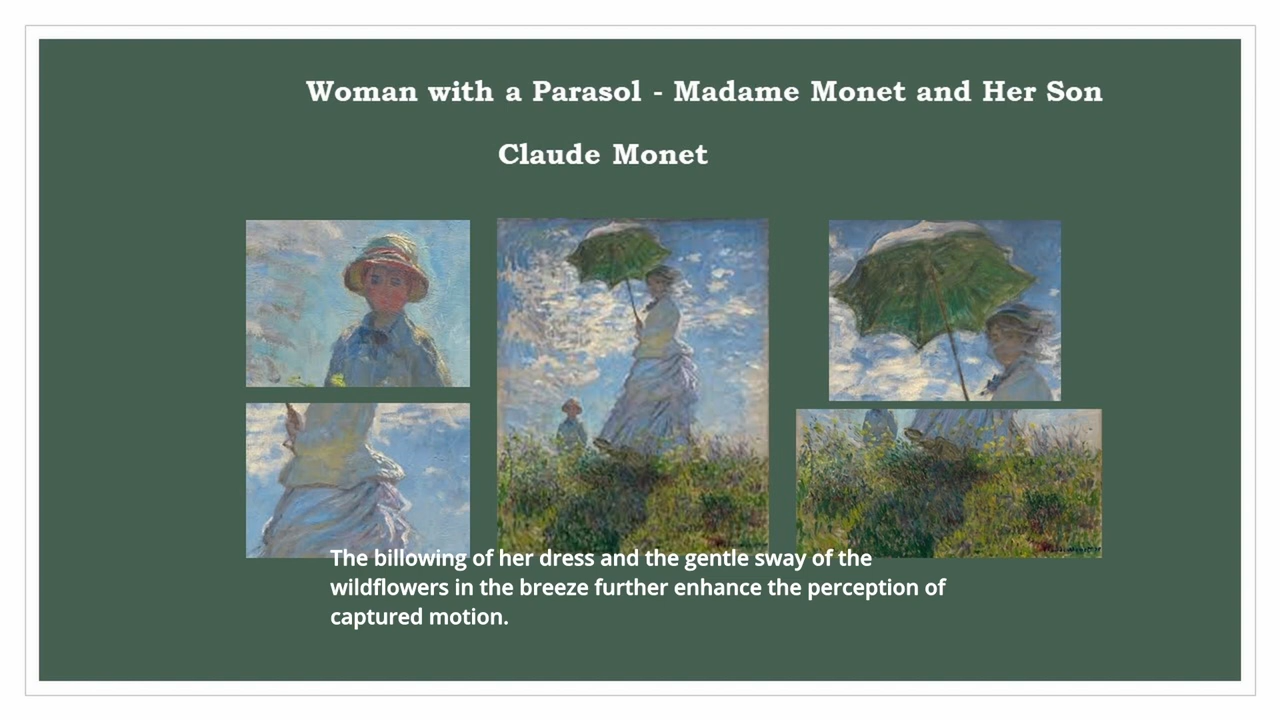 Woman with a Parasol - Madame Monet and Her Son
Claude Monet
The billowing of her dress and the gentle sway of the
wildflowers in the breeze further enhance the perception of
captured motion.